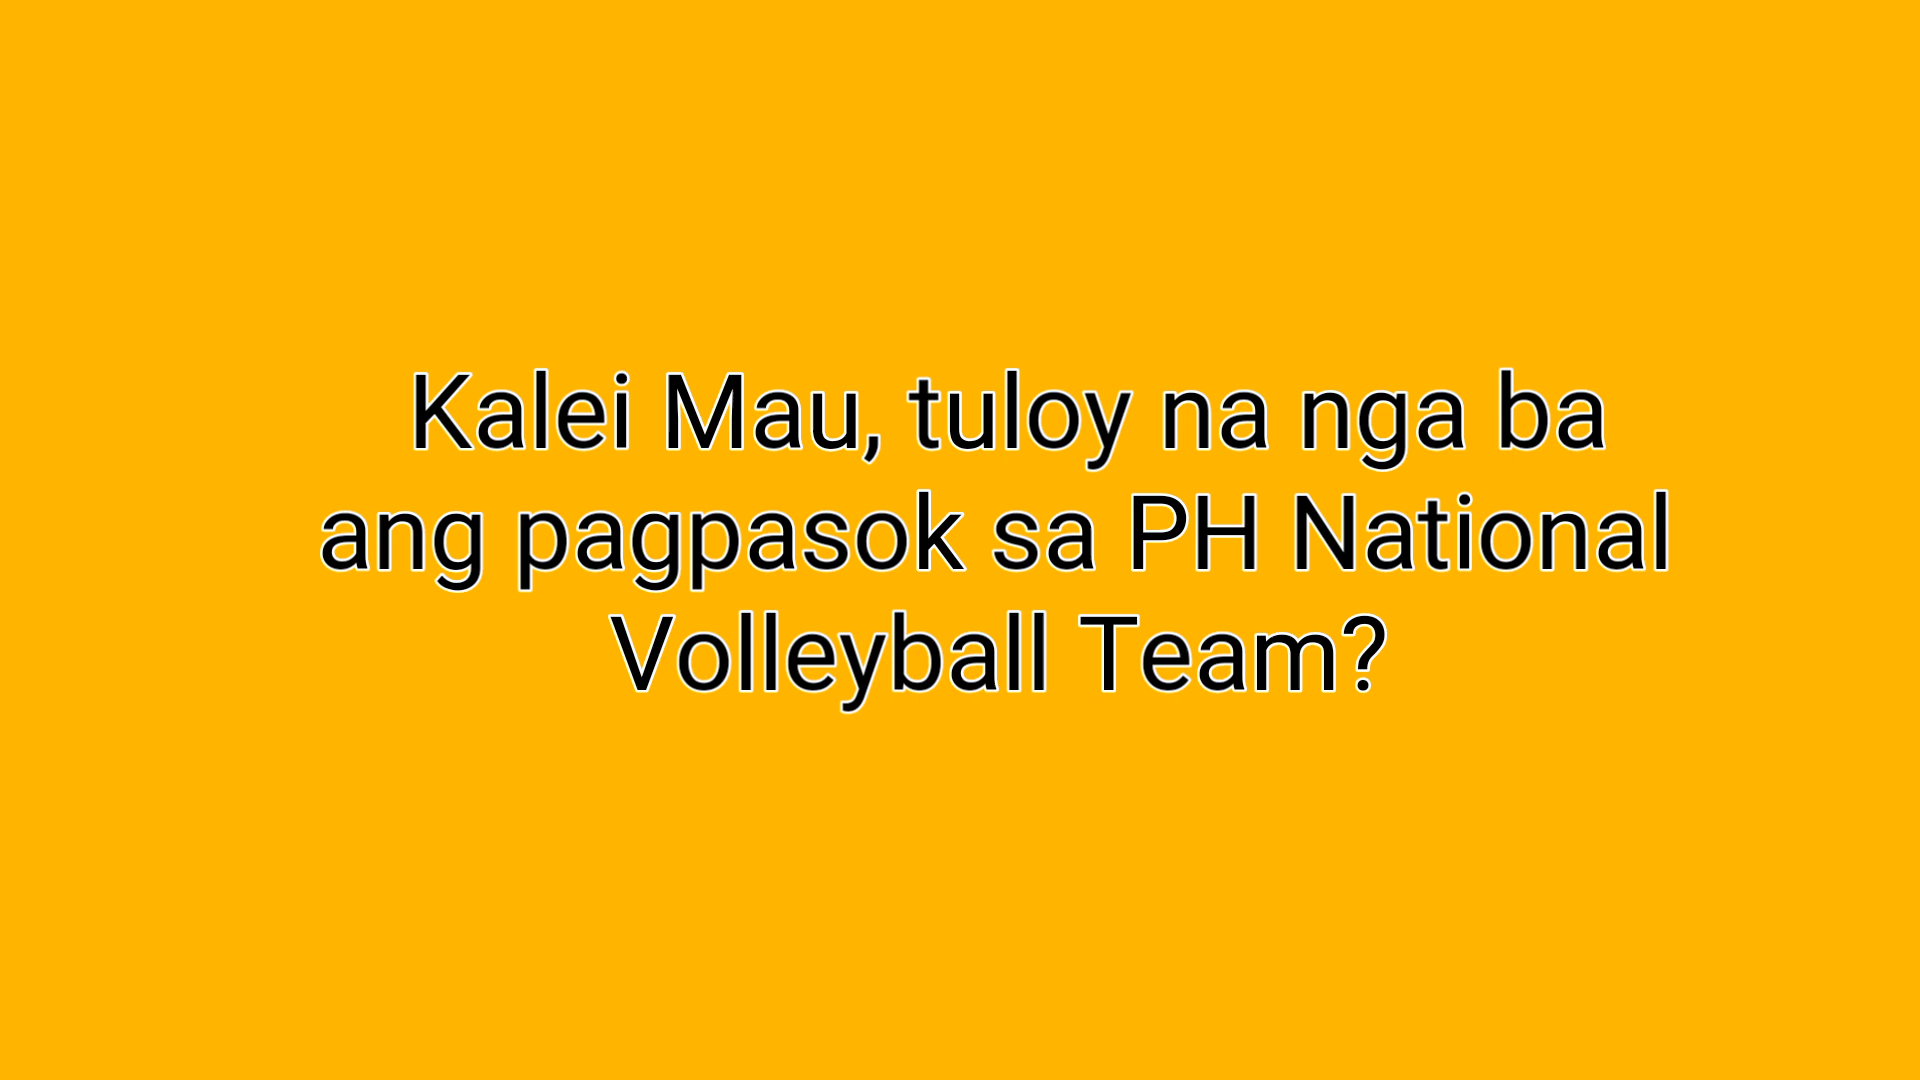 Kalei Mau, tuloy na nga ba
ang pagpasok sa PH National
Volleyball Team?